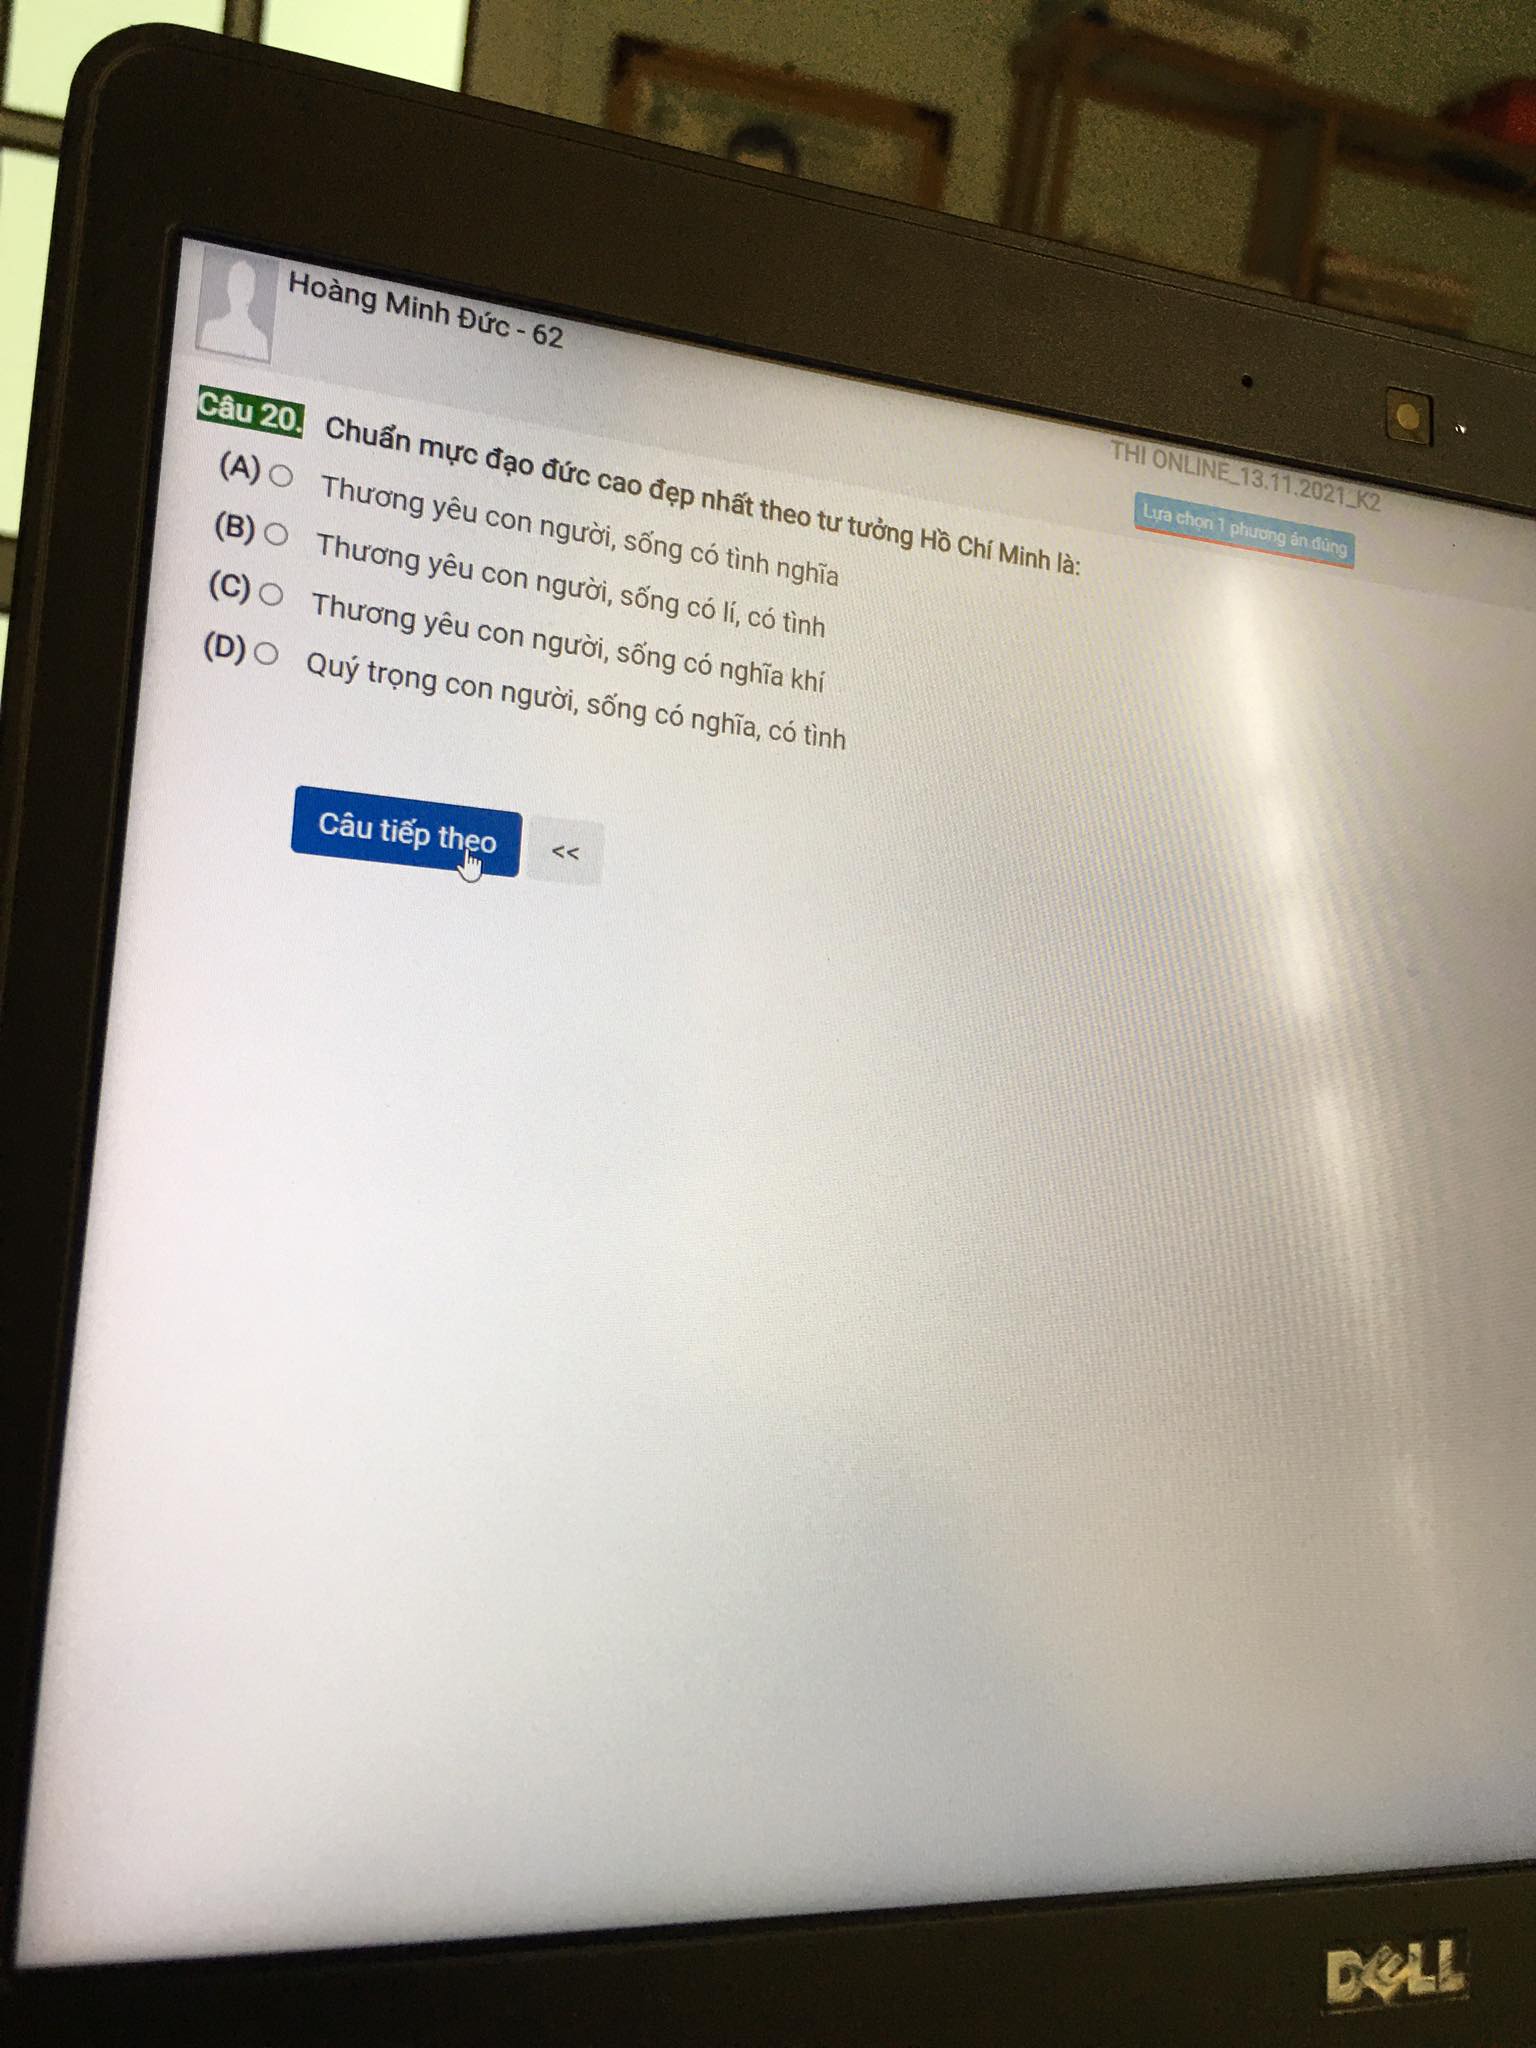 Hoàng Minh Đức - 62
THI ONLINE_13.11.2021_K2
Lựa chọn 1 phương án đúng
Câu 20. Chuẩn mực đạo đức cao đẹp nhất theo tư tưởng Hồ Chí Minh là:
(A) Thương yêu con người, sống có tình nghĩa
(B) Thương yêu con người, sống có lí, có tình
(C) Thương yêu con người, sống có nghĩa khí
(D) Quý trọng con người, sống có nghĩa, có tình
Câu tiếp theo <<
DELL